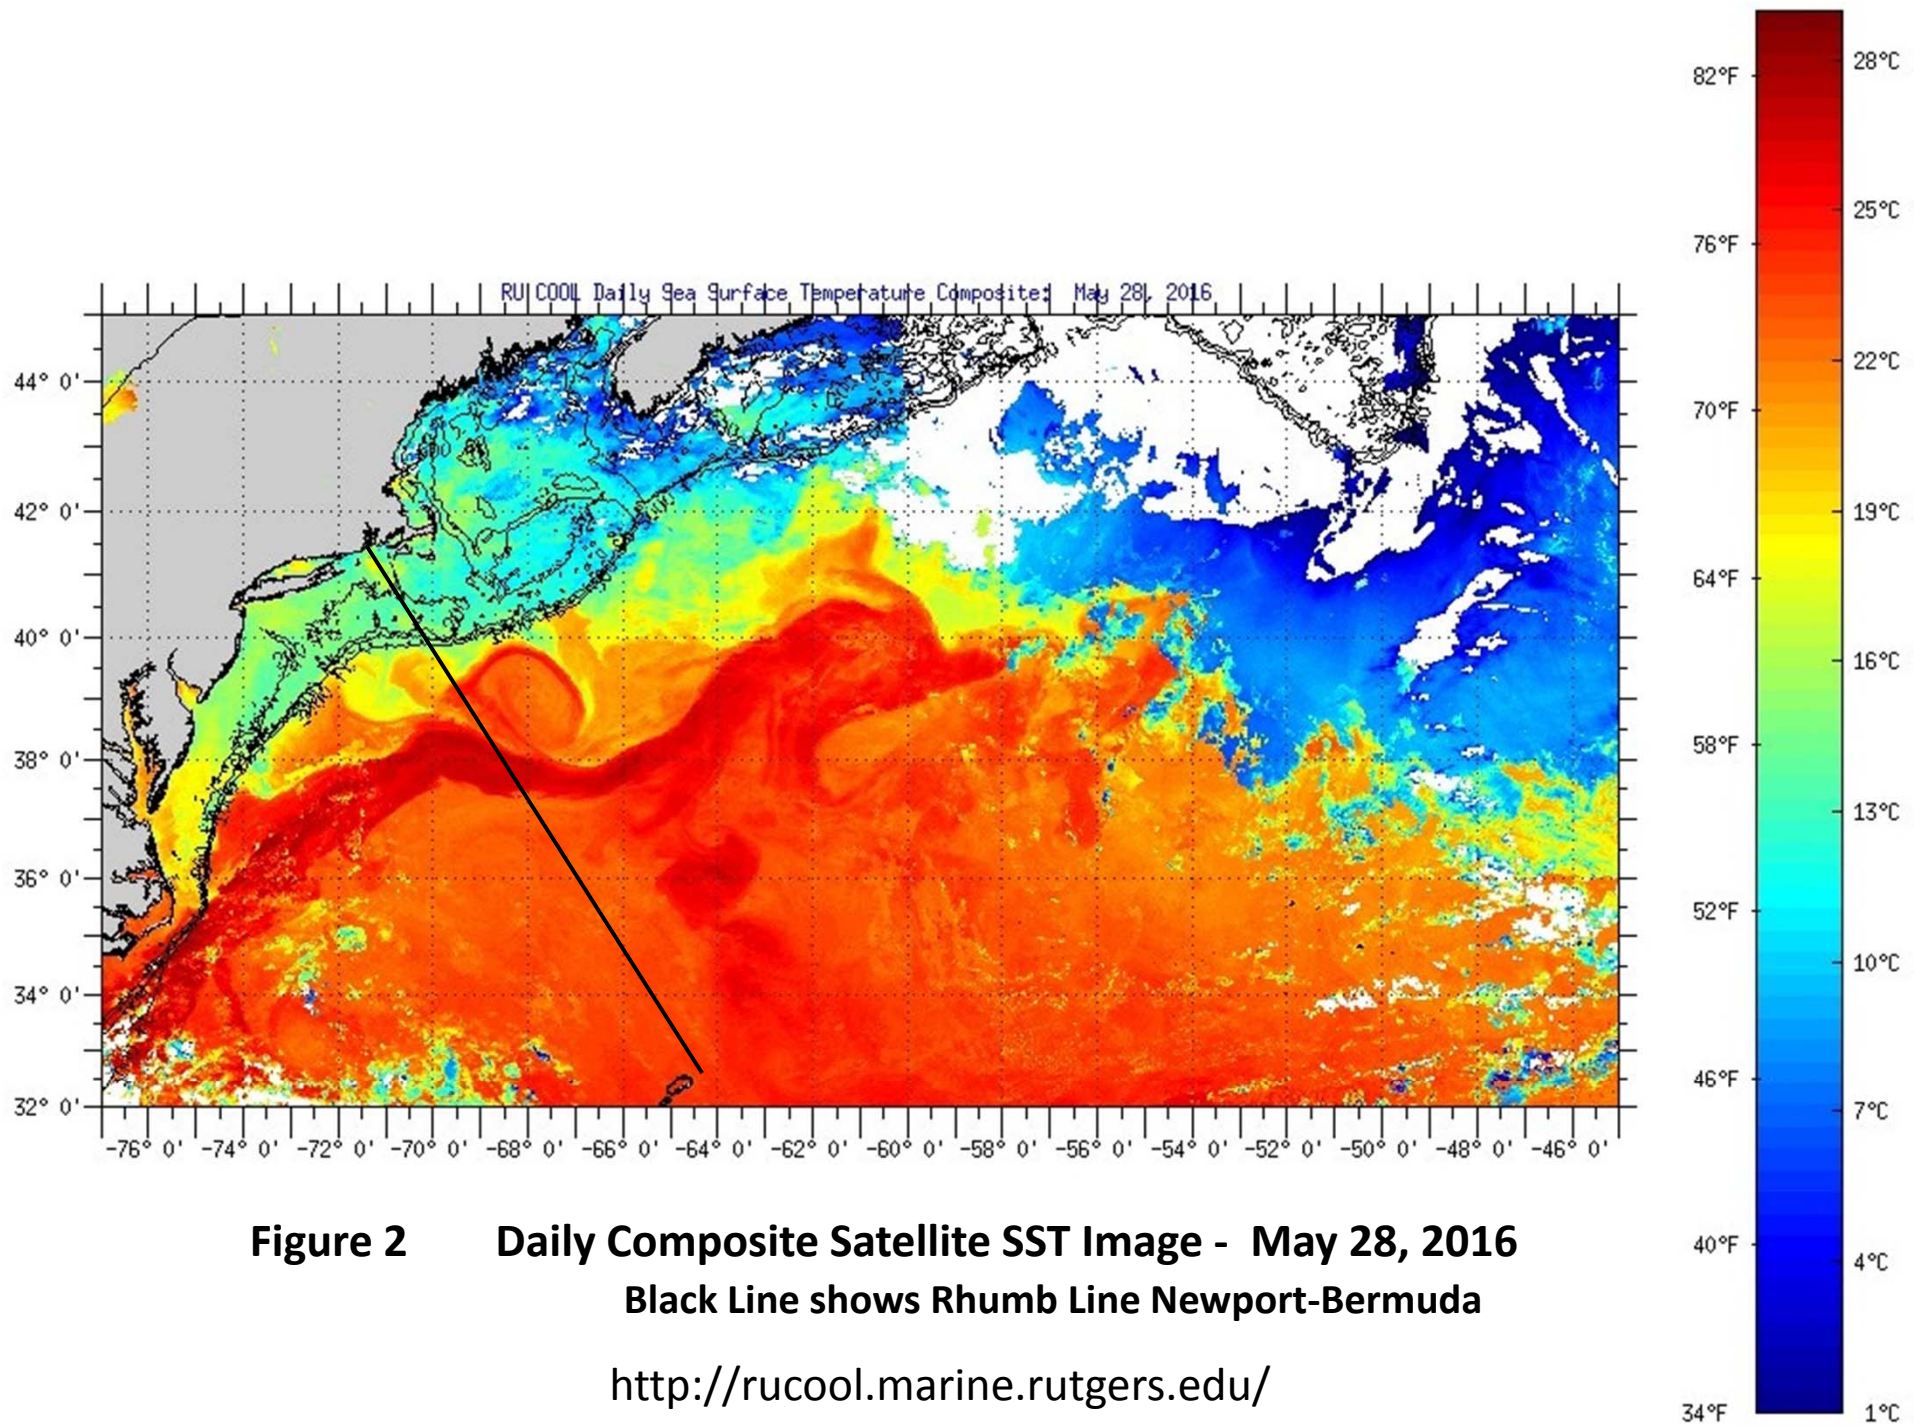 82°F
28°C
25°C
76°F
RU COOL Daily Sea Surface Temperature Composite: May 28, 2016
22°C
44° 0'
70°F
42° 0'
19°C
64°F
40° 0'
16°C
38° 0'
58°F
13°C
36° 0'
52°F
10°C
34° 0'
46°F
32° 0'
7°C
-76° 0' -74° 0' -72° 0' -70° 0' -68° 0' -66° 0' -64° 0' -62° 0' -60° 0' -58° 0' -56° 0' -54° 0' -52° 0' -50° 0' -48° 0' -46° 0'
Figure 2 Daily Composite Satellite SST Image - May 28, 2016
40°F
4°C
Black Line shows Rhumb Line Newport-Bermuda
http://rucool.marine.rutgers.edu/
34°F
1°C